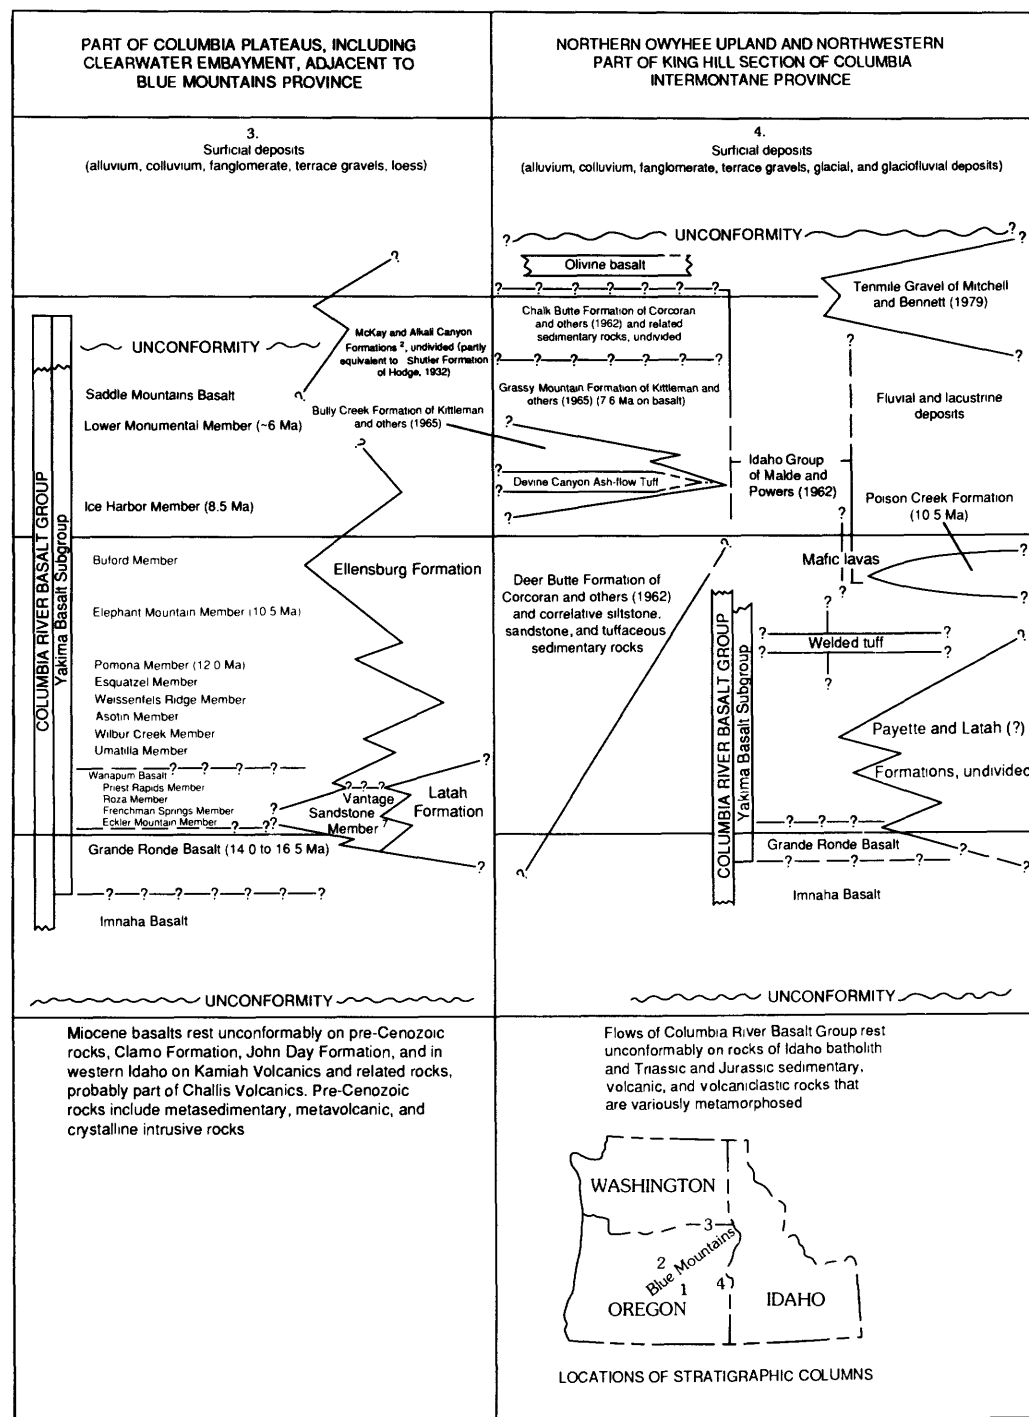 PART OF COLUMBIA PLATEAUS, INCLUDING
CLEARWATER EMBAYMENT, ADJACENT TO
BLUE MOUNTAINS PROVINCE
NORTHERN OWYHEE UPLAND AND NORTHWESTERN
PART OF KING HILL SECTION OF COLUMBIA
INTERMONTANE PROVINCE
3.
Surficial deposits
(alluvium, colluvium, fanglomerate, terrace gravels, loess)
?
UNCONFORMITY
McKay and Alkali Canyon
Formations 2, undivided (partly
equivalent to Shutler Formation
of Hodge, 1932)
?
Saddle Mountains Basalt
Lower Monumental Member (~6 Ma)
?
Ice Harbor Member (8.5 Ma)
COLUMBIA RIVER BASALT GROUP
Yakima Basalt Subgroup
Buford Member
Ellensburg Formation
Elephant Mountain Member (10 5 Ma)
Pomona Member (12 0 Ma)
Esquatzel Member
Weissenfels Ridge Member
Asotin Member
Wilbur Creek Member
Umatilla Member
? ? ? ?
?
Wanapum Basalt
Priest Rapids Member
Roza Member
Frenchman Springs Member
Eckler Mountain Member
? ? ?
?
? ? ?
Vantage
Sandstone
Member ?
Latah
Formation
Grande Ronde Basalt (14 0 to 16 5 Ma)
?
? ? ? ? ? ?
Imnaha Basalt
UNCONFORMITY
Miocene basalts rest unconformably on pre-Cenozoic
rocks, Clamo Formation, John Day Formation, and in
western Idaho on Kamiah Volcanics and related rocks,
probably part of Challis Volcanics. Pre-Cenozoic
rocks include metasedimentary, metavolcanic, and
crystalline intrusive rocks
4.
Surficial deposits
(alluvium, colluvium, fanglomerate, terrace gravels, glacial, and glaciofluvial deposits)
? UNCONFORMITY ?
?
Olivine basalt
? ? ? ? ? ? ?
Tenmile Gravel of Mitchell
and Bennett (1979)
?
Chalk Butte Formation of Corcoran
and others (1962) and related
sedimentary rocks, undivided
? ? ? ? ? ? ?
?
Grassy Mountain Formation of Kittleman and
others (1965) (7 6 Ma on basalt)
Fluvial and lacustrine
deposits
Bully Creek Formation of Kittleman
and others (1965)
?
? ?
Devine Canyon Ash-flow Tuff
? ?
?
Idaho Group
of Malde and
Powers (1962)
Poison Creek Formation
(10 5 Ma)
?
?
Mafic lavas
?
?
?
Deer Butte Formation of
Corcoran and others (1962)
and correlative siltstone,
sandstone, and tuffaceous
sedimentary rocks
?
COLUMBIA RIVER BASALT GROUP
Yakima Basalt Subgroup
?
? ?
Welded tuff
? ?
?
?
Payette and Latah (?)
Formations, undivided
? ? ?
Grande Ronde Basalt
?
? ? ?
?
Imnaha Basalt
UNCONFORMITY
Flows of Columbia River Basalt Group rest
unconformably on rocks of Idaho batholith
and Triassic and Jurassic sedimentary,
volcanic, and volcaniclastic rocks that
are variously metamorphosed
WASHINGTON
3
Blue Mountains
2
1
4
OREGON
IDAHO
LOCATIONS OF STRATIGRAPHIC COLUMNS